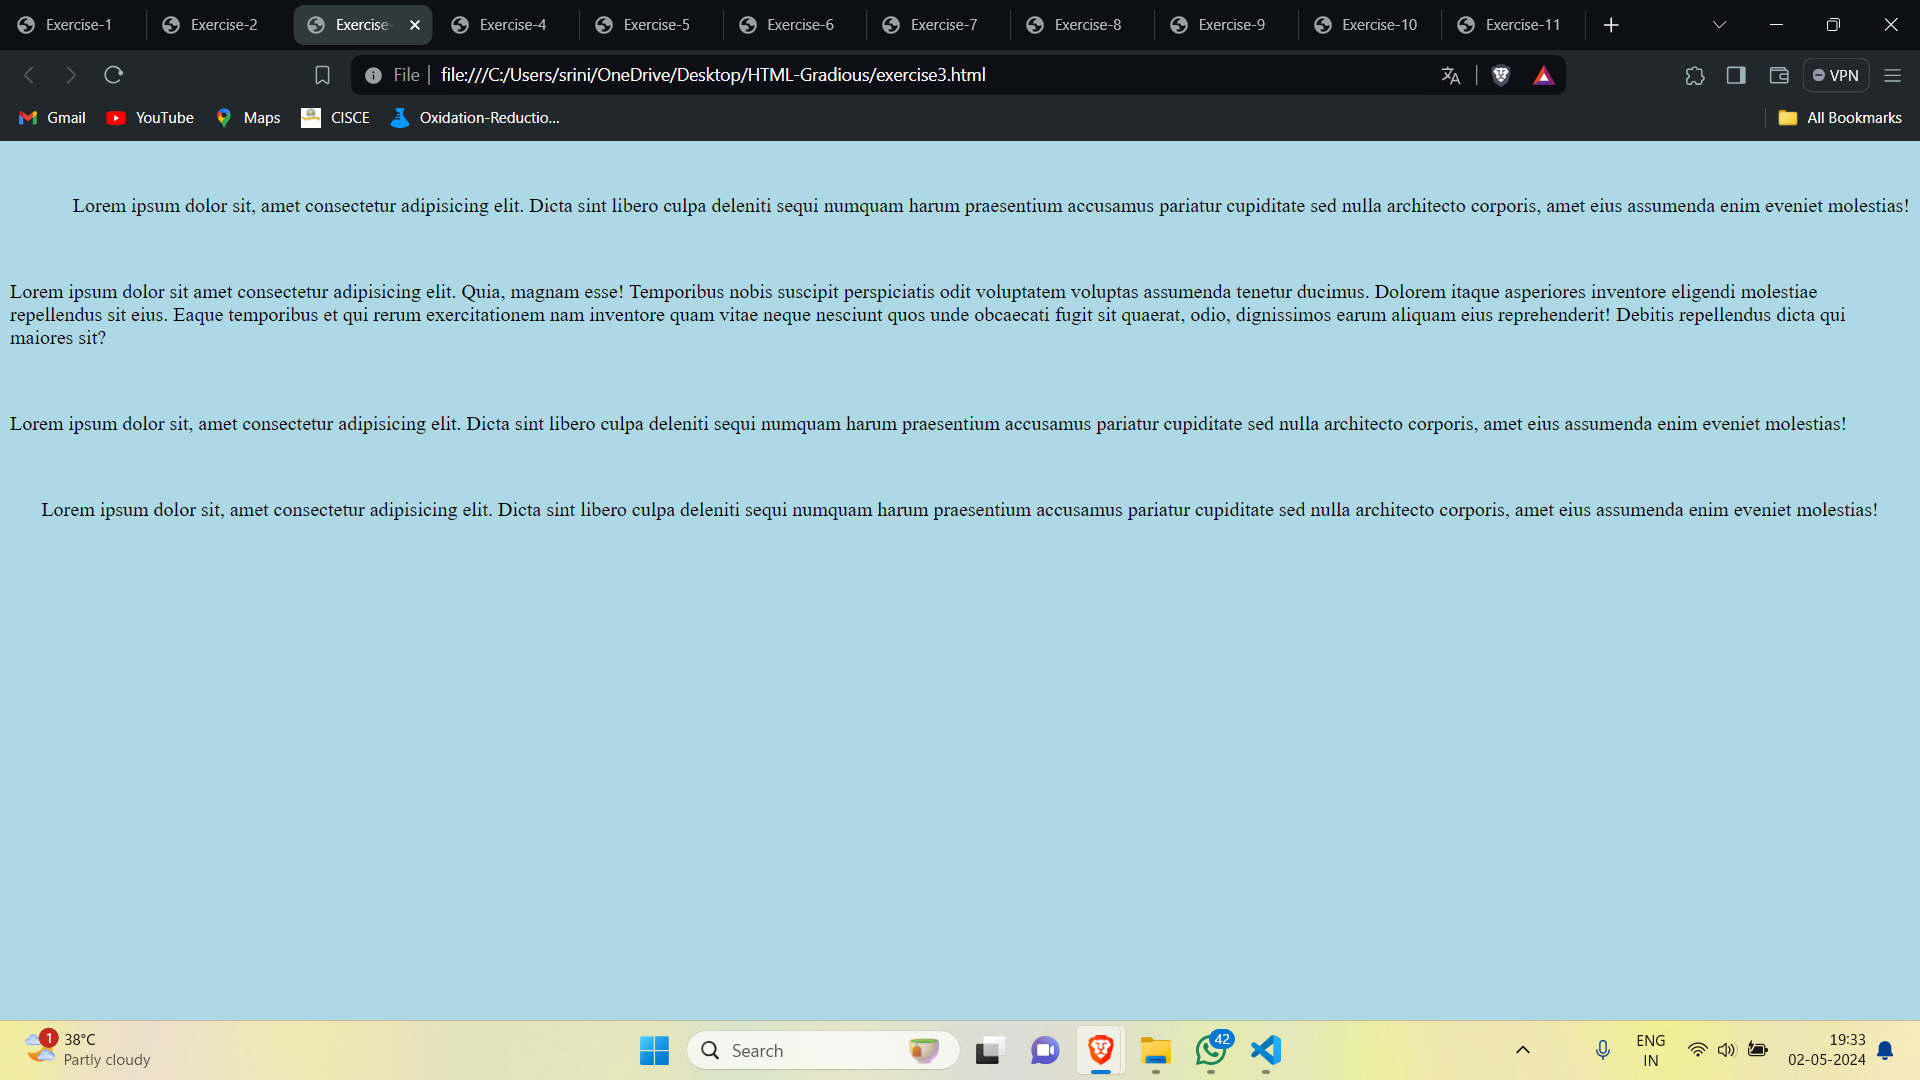 Exercise-1 Exercise-2 Exercise- Exercise-4 Exercise-5 Exercise-6 Exercise-7 Exercise-8 Exercise-9 Exercise-10 Exercise-11
File file:///C:/Users/srini/OneDrive/Desktop/HTML-Gradious/exercise3.html VPN
Gmail YouTube Maps CISCE Oxidation-Reductio... All Bookmarks
Lorem ipsum dolor sit, amet consectetur adipisicing elit. Dicta sint libero culpa deleniti sequi numquam harum praesentium accusamus pariatur cupiditate sed nulla architecto corporis, amet eius assumenda enim eveniet molestias!
Lorem ipsum dolor sit amet consectetur adipisicing elit. Quia, magnam esse! Temporibus nobis suscipit perspiciatis odit voluptatem voluptas assumenda tenetur ducimus. Dolorem itaque asperiores inventore eligendi molestiae
repellendus sit eius. Eaque temporibus et qui rerum exercitationem nam inventore quam vitae neque nesciunt quos unde obcaecati fugit sit quaerat, odio, dignissimos earum aliquam eius reprehenderit! Debitis repellendus dicta qui
maiores sit?
Lorem ipsum dolor sit, amet consectetur adipisicing elit. Dicta sint libero culpa deleniti sequi numquam harum praesentium accusamus pariatur cupiditate sed nulla architecto corporis, amet eius assumenda enim eveniet molestias!
Lorem ipsum dolor sit, amet consectetur adipisicing elit. Dicta sint libero culpa deleniti sequi numquam harum praesentium accusamus pariatur cupiditate sed nulla architecto corporis, amet eius assumenda enim eveniet molestias!
1 38°C
Partly cloudy
Search
42
ENG
IN
19:33
02-05-2024